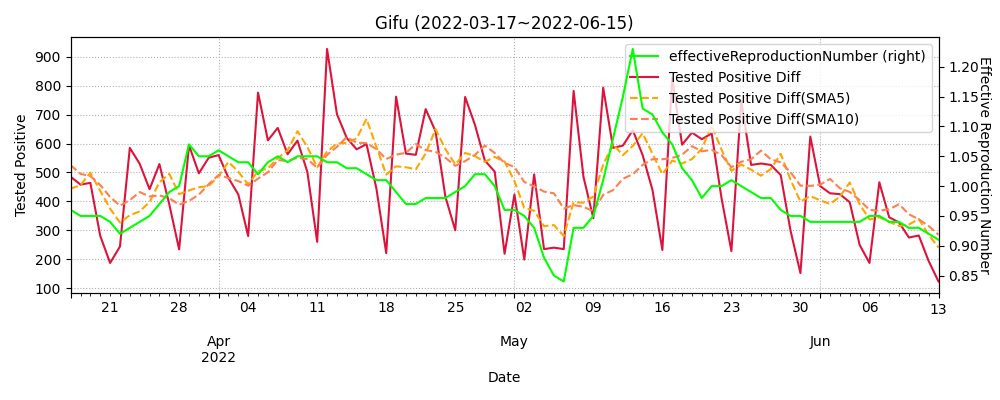 Gifu (2022-03-17~2022-06-15)
effectiveReproductionNumber (right)
Tested Positive Diff
Tested Positive Diff(SMA5)
Tested Positive Diff(SMA10)
Tested Positive
900
800
700
600
500
400
300
200
100
1.20
1.15
1.10
1.05
1.00
0.95
0.90
0.85
Effective Reproduction Number
21 28 04 11 18 25 02 09 16 23 30 06 13
Apr May Jun
2022
Date